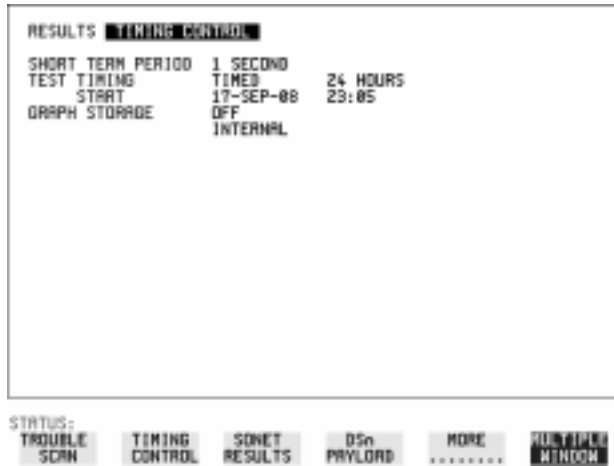 RESULTS TIMING CONTROL
SHORT TERM PERIOD 1 SECOND
TEST TIMING TIMED 24 HOURS
START 17-SEP-08 23:05
GRAPH STORAGE OFF
INTERNAL
STATUS:
TROUBLE SCAN
TIMING CONTROL
SONET RESULTS
DSn PAYLOAD
MORE ........
MULTIPLE WINDOW